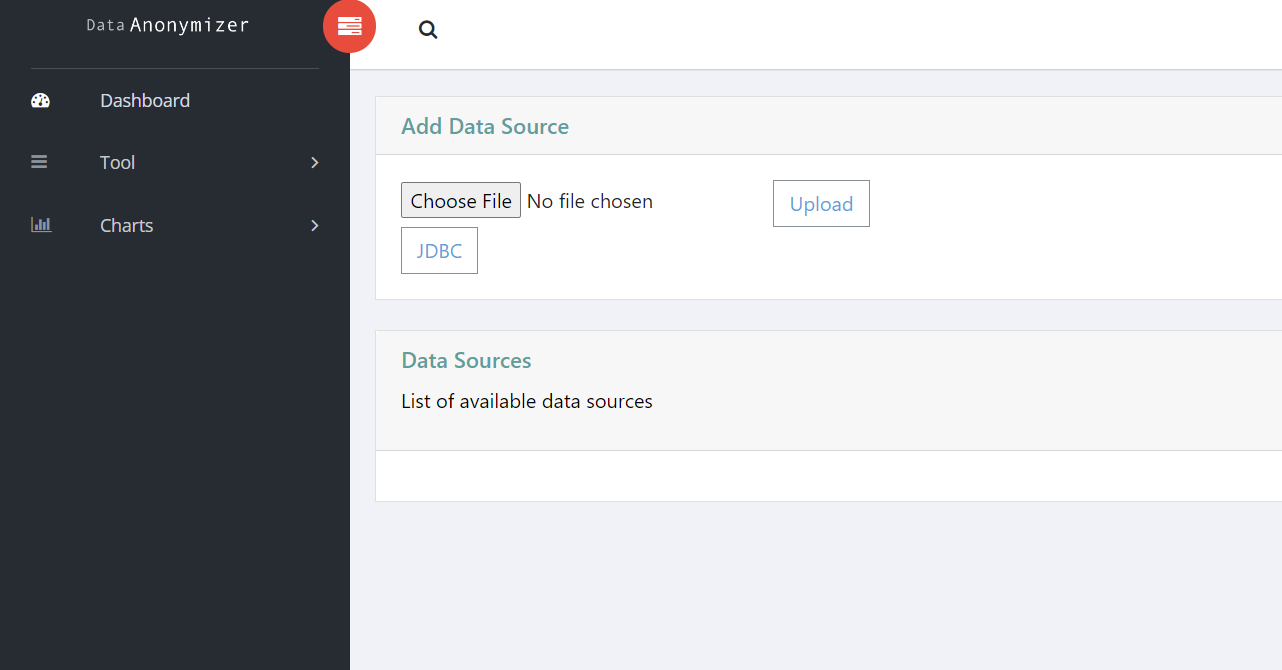 Data Anonymizer
Dashboard
Tool
Charts
Add Data Source
Choose File No file chosen
Upload
JDBC
Data Sources
List of available data sources